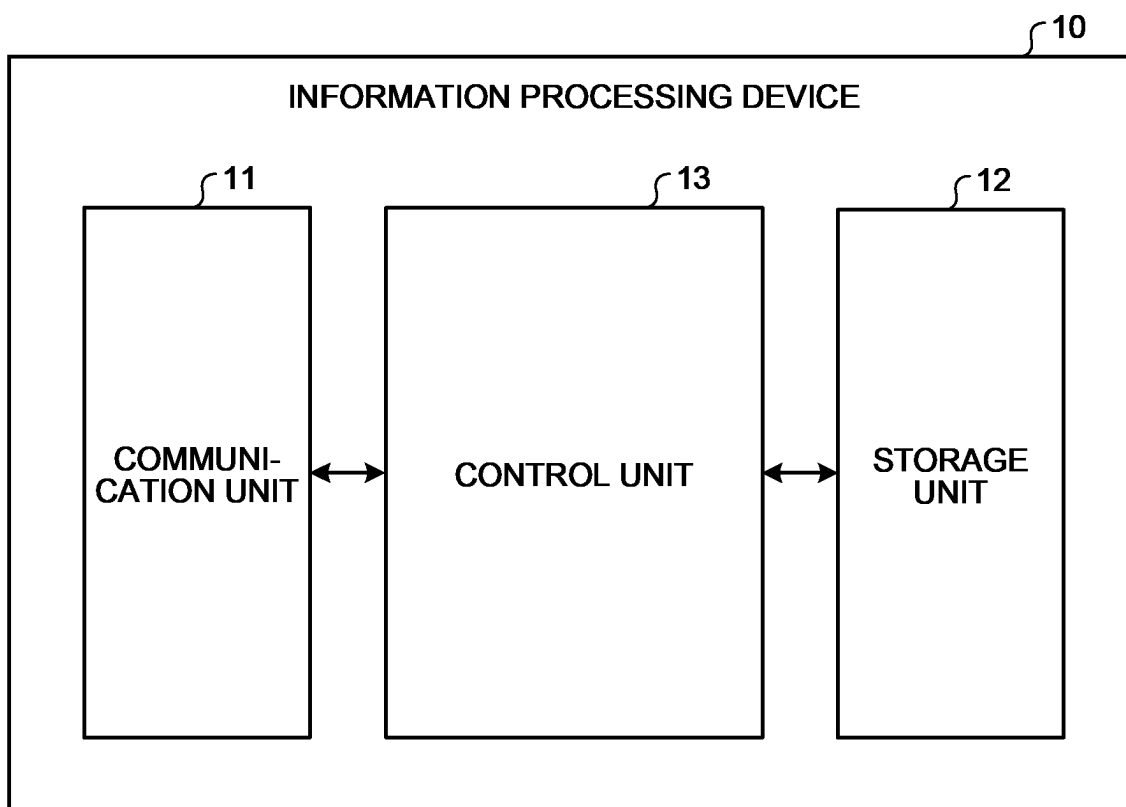 10
INFORMATION PROCESSING DEVICE
11
13
12
COMMUNI-
CATION UNIT
CONTROL UNIT
STORAGE
UNIT